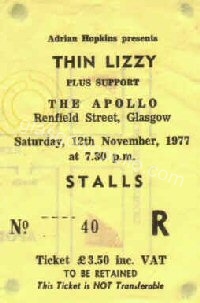 Adrian Hopkins presents
THIN LIZZY
PLUS SUPPORT
THE APOLLO
Renfield Street, Glasgow
Saturday, 12th November, 1977
at 7.30 p.m.
STALLS
Nº 40 R
Ticket £3.50 inc. VAT
TO BE RETAINED
This Ticket is NOT Transferable